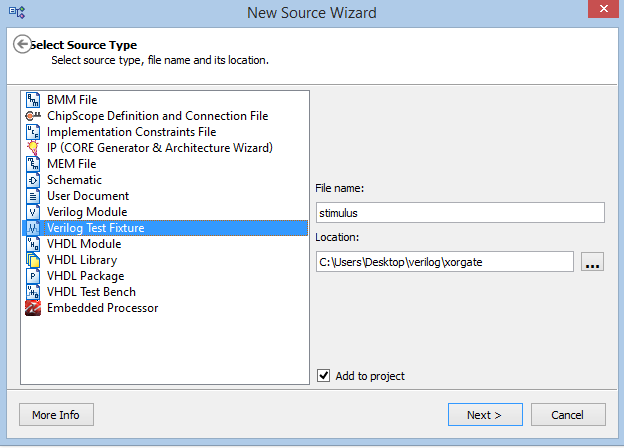 New Source Wizard
Select Source Type
Select source type, file name and its location.
BMM File
ChipScope Definition and Connection File
Implementation Constraints File
IP (CORE Generator & Architecture Wizard)
MEM File
Schematic
User Document
Verilog Module
Verilog Test Fixture
VHDL Module
VHDL Library
VHDL Package
VHDL Test Bench
Embedded Processor
File name:
stimulus
Location:
C:\Users\Desktop\verilog\xorgate
...
Add to project
More Info
Next >
Cancel